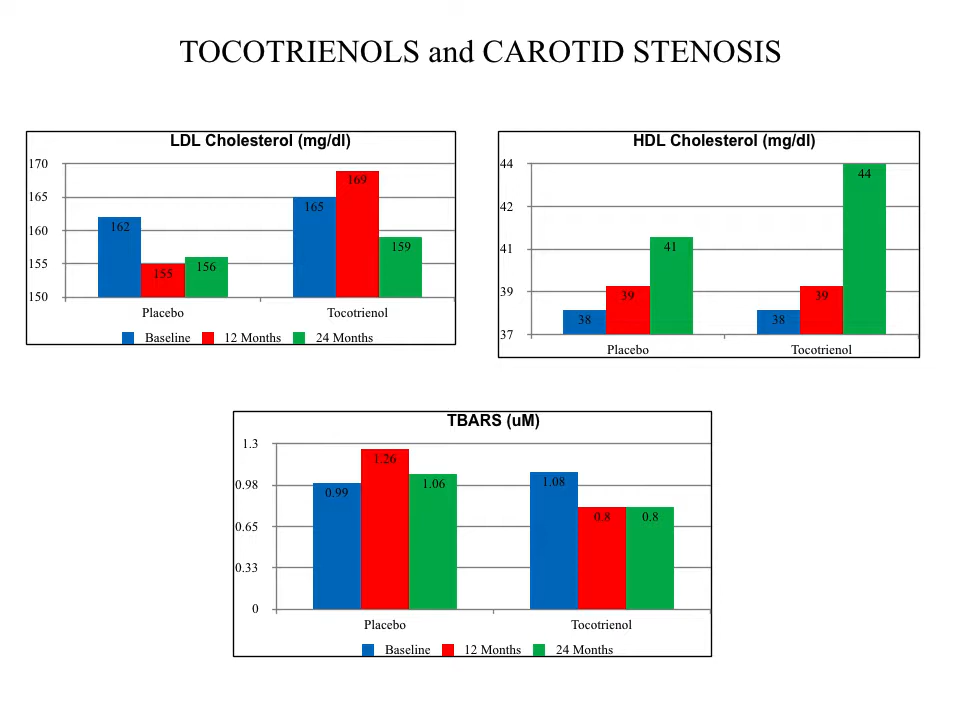 TOCOTRIENOLS and CAROTID STENOSIS
LDL Cholesterol (mg/dl)
170
165
160
155
150
162
155
156
165
169
159
Placebo
Tocotrienol
Baseline
12 Months
24 Months
HDL Cholesterol (mg/dl)
44
42
41
39
37
38
39
41
38
39
44
Placebo
Tocotrienol
TBARS (uM)
1.3
0.98
0.65
0.33
0
0.99
1.26
1.06
1.08
0.8
0.8
Placebo
Tocotrienol
Baseline
12 Months
24 Months